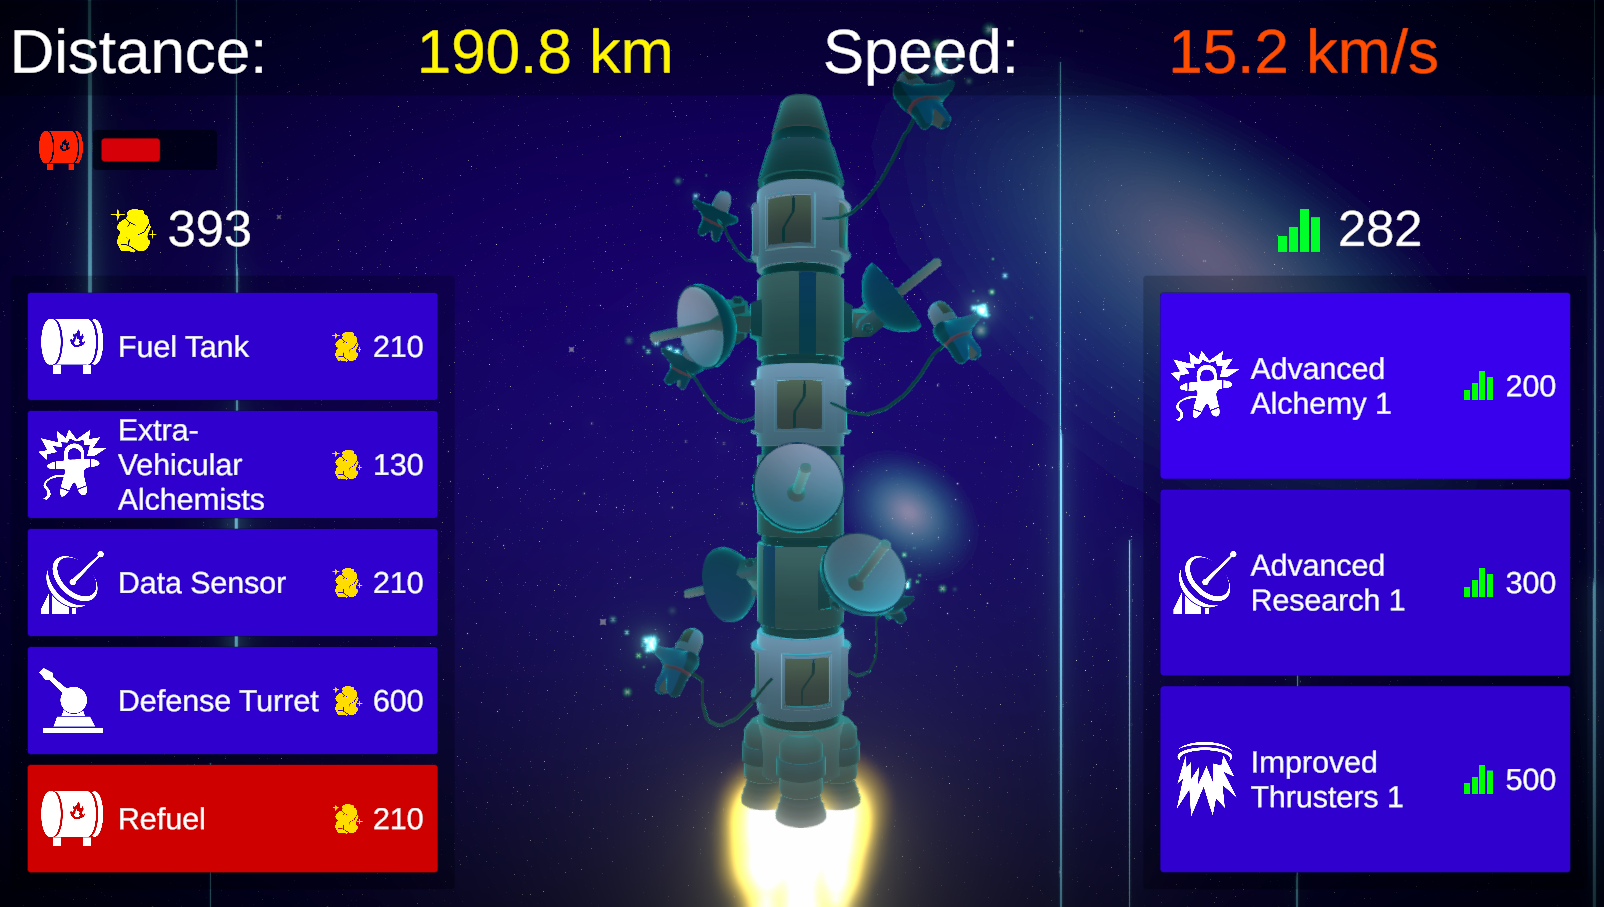 Distance: 190.8 km Speed: 15.2 km/s
393
282
Fuel Tank 210
Extra-
Vehicular 130
Alchemists
Data Sensor 210
Defense Turret 600
Refuel 210
Advanced
Alchemy 1 200
Advanced
Research 1 300
Improved
Thrusters 1 500